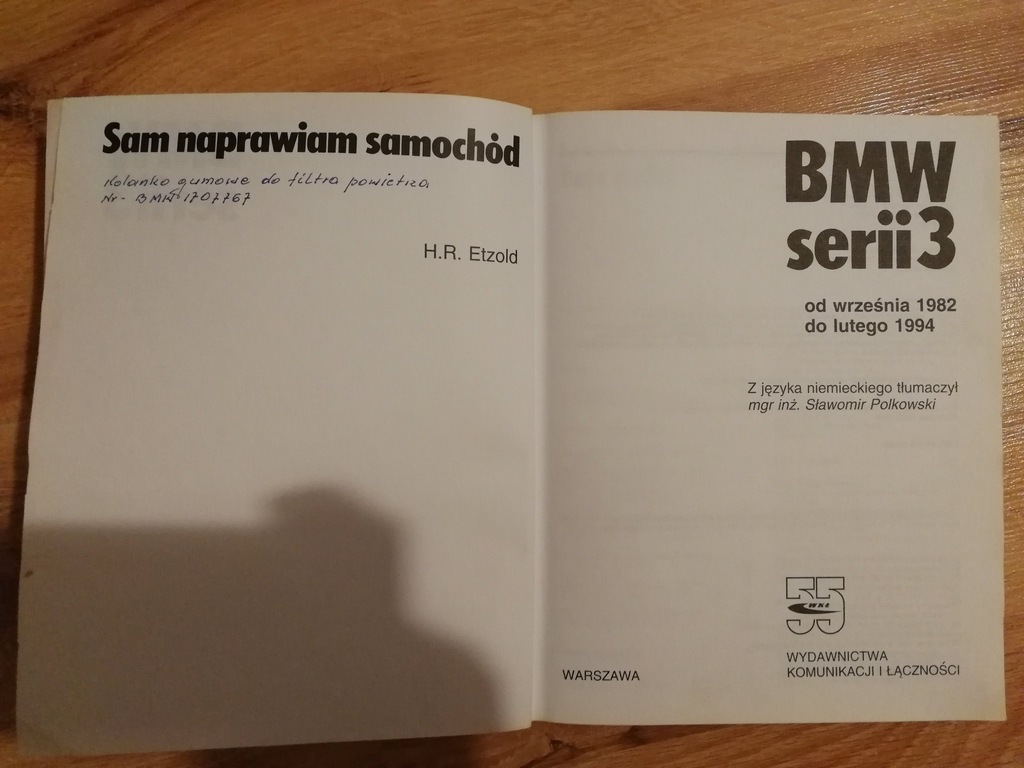 Sam naprawiam samochód
Kolanko gumowe do filtra powietrza
Nr- BMW 1707767
H.R. Etzold
BMW
serii 3
od września 1982
do lutego 1994
Z języka niemieckiego tłumaczył
mgr inż. Sławomir Polkowski
55
WKŁ
WARSZAWA
WYDAWNICTWA
KOMUNIKACJI I ŁĄCZNOŚCI